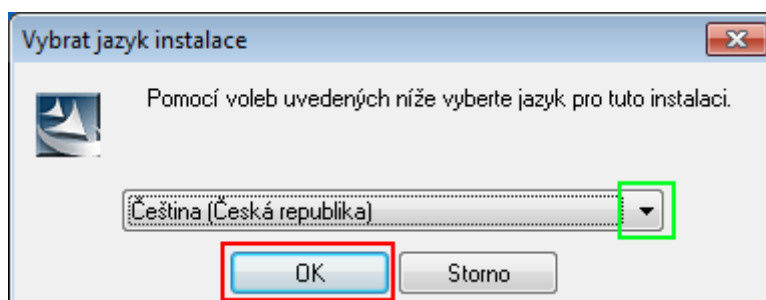 Vybrat jazyk instalace
Pomocí voleb uvedených níže vyberte jazyk pro tuto instalaci.
Čeština (Česká republika)
OK Storno